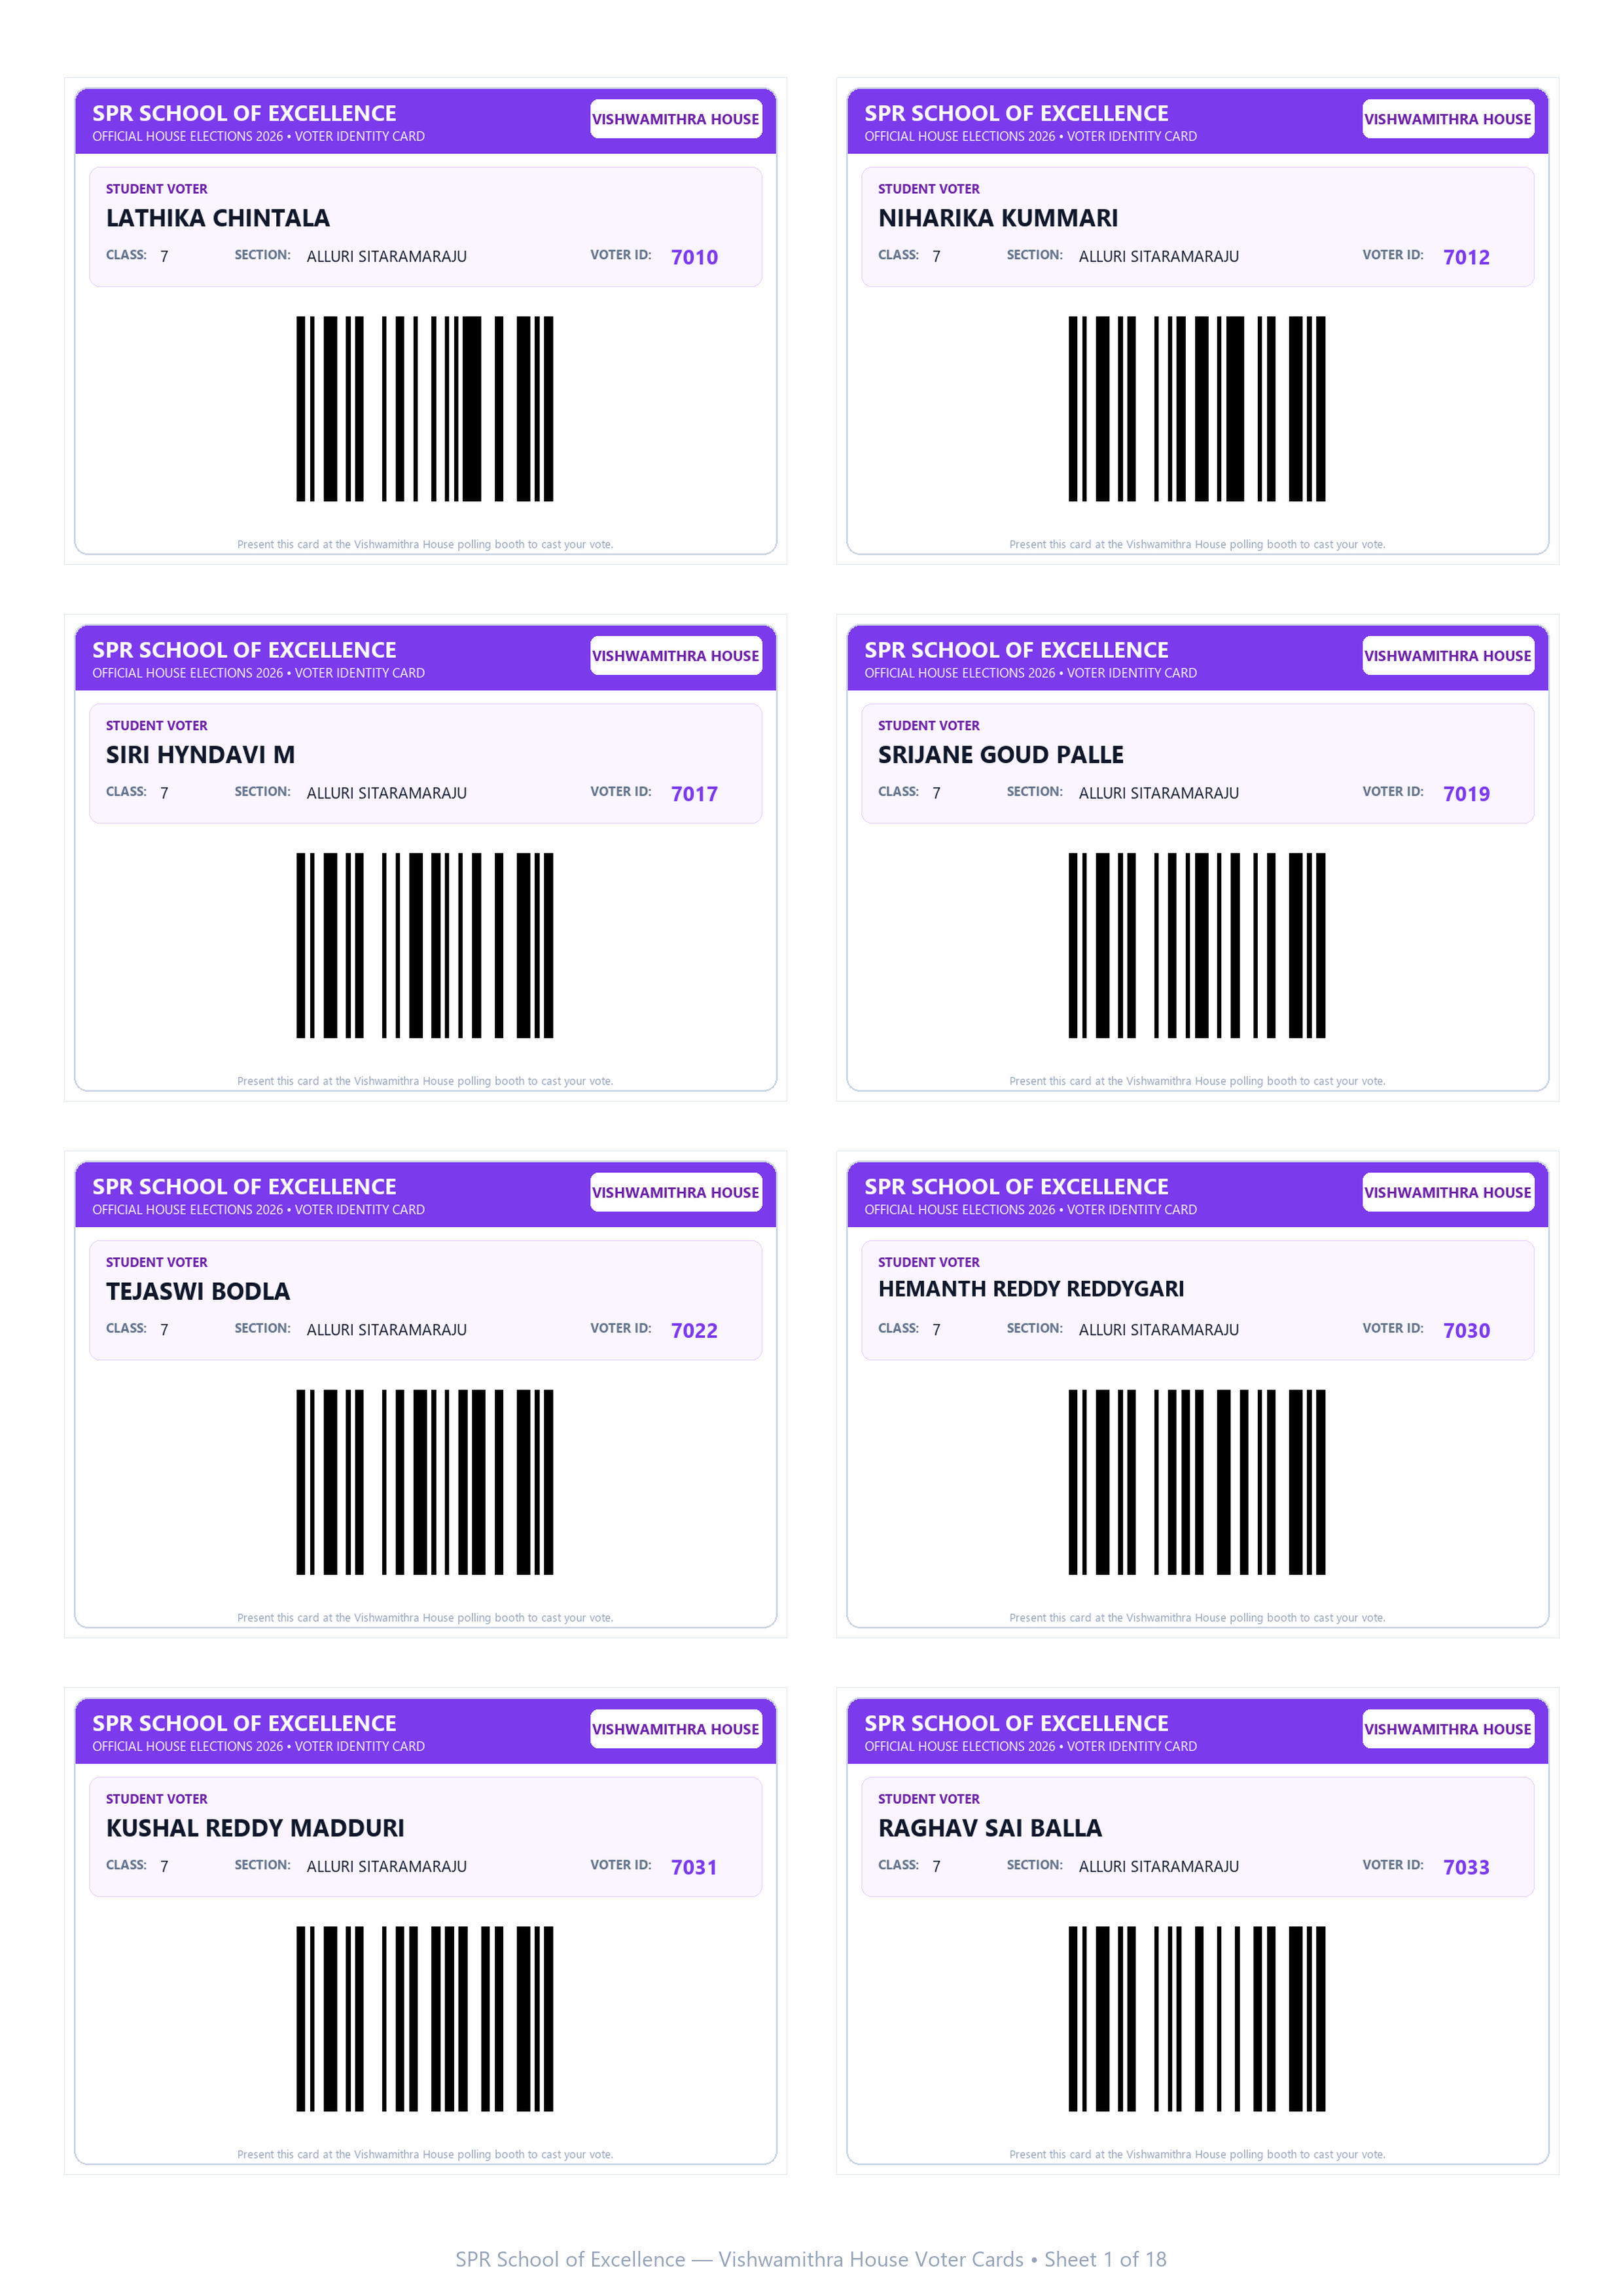 SPR SCHOOL OF EXCELLENCE
OFFICIAL HOUSE ELECTIONS 2026 • VOTER IDENTITY CARD
VISHWAMITHRA HOUSE
STUDENT VOTER
LATHIKA CHINTALA
CLASS: 7 SECTION: ALLURI SITARAMARAJU VOTER ID: 7010
Present this card at the Vishwamithra House polling booth to cast your vote.
SPR SCHOOL OF EXCELLENCE
OFFICIAL HOUSE ELECTIONS 2026 • VOTER IDENTITY CARD
VISHWAMITHRA HOUSE
STUDENT VOTER
NIHARIKA KUMMARI
CLASS: 7 SECTION: ALLURI SITARAMARAJU VOTER ID: 7012
Present this card at the Vishwamithra House polling booth to cast your vote.
SPR SCHOOL OF EXCELLENCE
OFFICIAL HOUSE ELECTIONS 2026 • VOTER IDENTITY CARD
VISHWAMITHRA HOUSE
STUDENT VOTER
SIRI HYNDAVI M
CLASS: 7 SECTION: ALLURI SITARAMARAJU VOTER ID: 7017
Present this card at the Vishwamithra House polling booth to cast your vote.
SPR SCHOOL OF EXCELLENCE
OFFICIAL HOUSE ELECTIONS 2026 • VOTER IDENTITY CARD
VISHWAMITHRA HOUSE
STUDENT VOTER
SRIJANE GOUD PALLE
CLASS: 7 SECTION: ALLURI SITARAMARAJU VOTER ID: 7019
Present this card at the Vishwamithra House polling booth to cast your vote.
SPR SCHOOL OF EXCELLENCE
OFFICIAL HOUSE ELECTIONS 2026 • VOTER IDENTITY CARD
VISHWAMITHRA HOUSE
STUDENT VOTER
TEJASWI BODLA
CLASS: 7 SECTION: ALLURI SITARAMARAJU VOTER ID: 7022
Present this card at the Vishwamithra House polling booth to cast your vote.
SPR SCHOOL OF EXCELLENCE
OFFICIAL HOUSE ELECTIONS 2026 • VOTER IDENTITY CARD
VISHWAMITHRA HOUSE
STUDENT VOTER
HEMANTH REDDY REDDYGARI
CLASS: 7 SECTION: ALLURI SITARAMARAJU VOTER ID: 7030
Present this card at the Vishwamithra House polling booth to cast your vote.
SPR SCHOOL OF EXCELLENCE
OFFICIAL HOUSE ELECTIONS 2026 • VOTER IDENTITY CARD
VISHWAMITHRA HOUSE
STUDENT VOTER
KUSHAL REDDY MADDURI
CLASS: 7 SECTION: ALLURI SITARAMARAJU VOTER ID: 7031
Present this card at the Vishwamithra House polling booth to cast your vote.
SPR SCHOOL OF EXCELLENCE
OFFICIAL HOUSE ELECTIONS 2026 • VOTER IDENTITY CARD
VISHWAMITHRA HOUSE
STUDENT VOTER
RAGHAV SAI BALLA
CLASS: 7 SECTION: ALLURI SITARAMARAJU VOTER ID: 7033
Present this card at the Vishwamithra House polling booth to cast your vote.
SPR School of Excellence — Vishwamithra House Voter Cards • Sheet 1 of 18